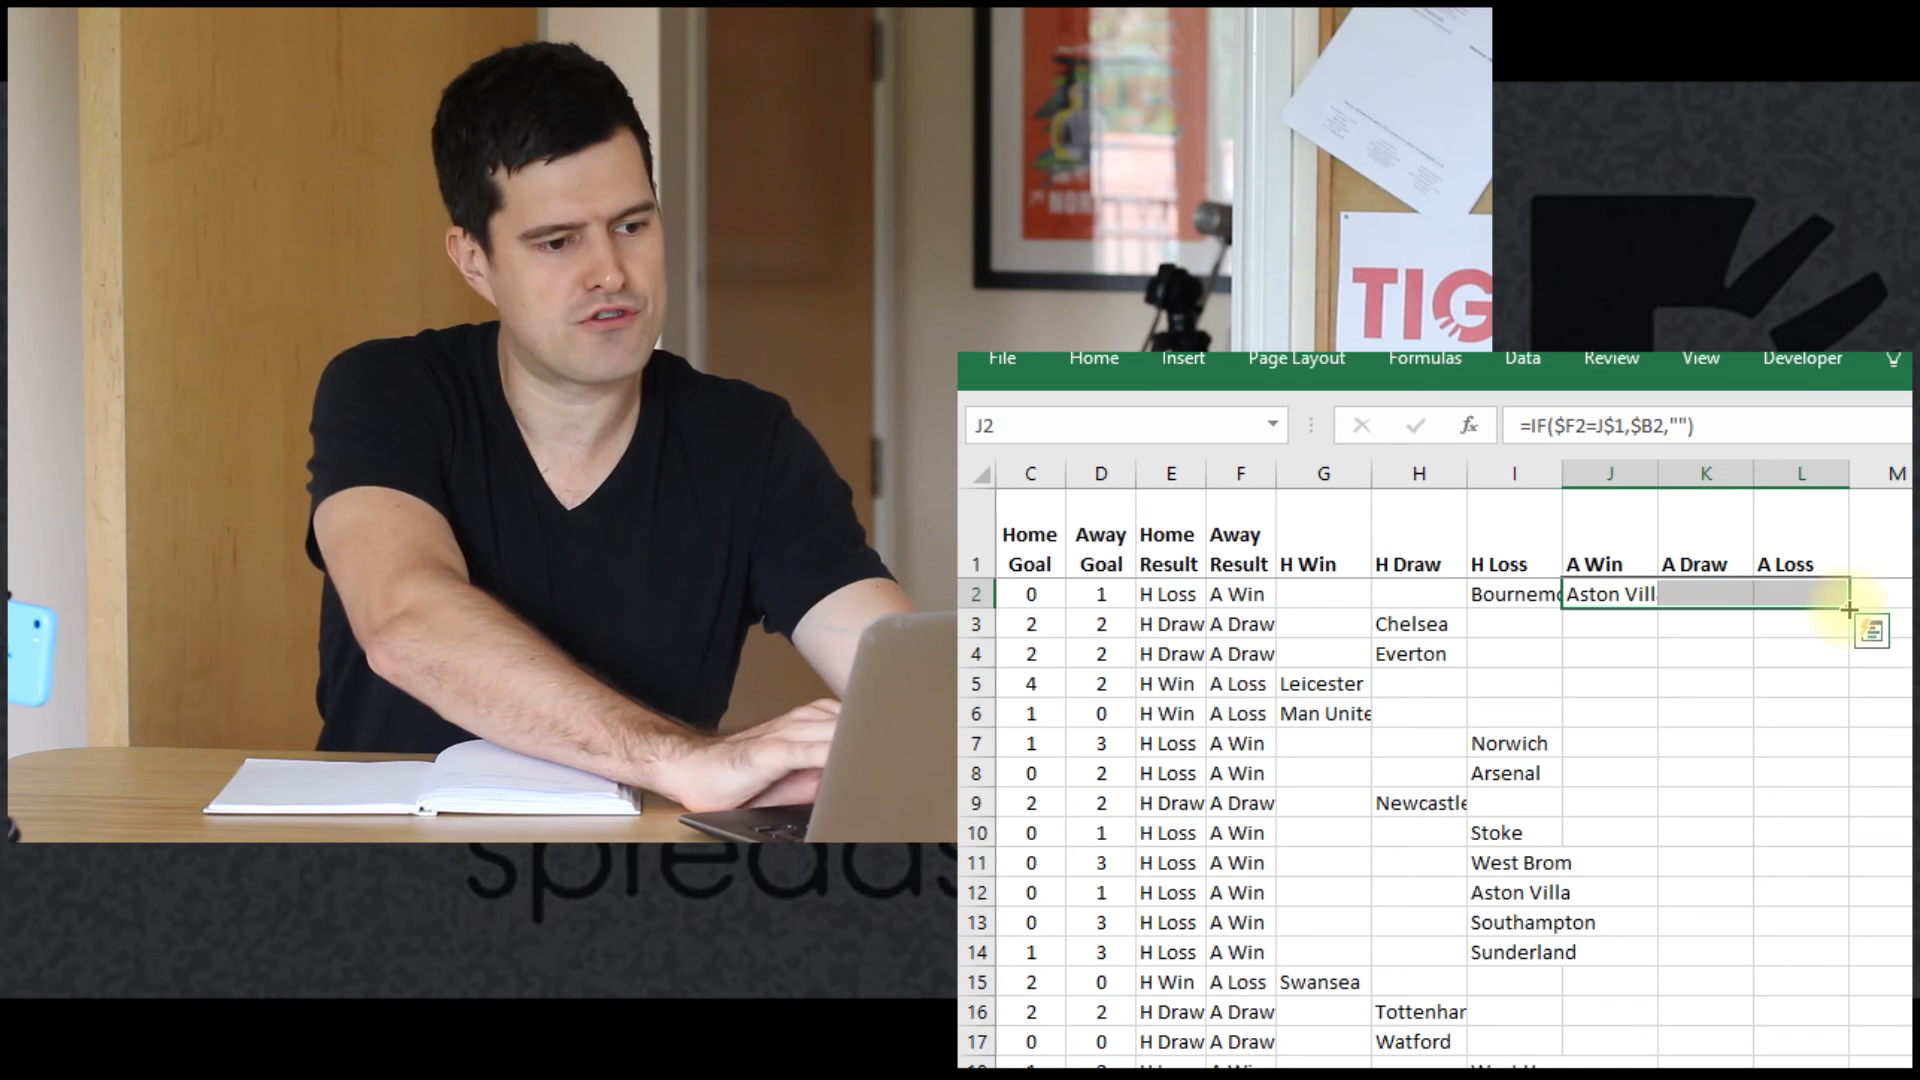 TIG
spreads
File Home Insert Page Layout Formulas Data Review View Developer
J2 fx =IF($F2=J$1,$B2,"")
C D E F G H I J K L M
Home Away Home Away
1 Goal Goal Result Result H Win H Draw H Loss A Win A Draw A Loss
2 0 1 H Loss A Win Bournemo Aston Vill
3 2 2 H Draw A Draw Chelsea
4 2 2 H Draw A Draw Everton
5 4 2 H Win A Loss Leicester
6 1 0 H Win A Loss Man Unite
7 1 3 H Loss A Win Norwich
8 0 2 H Loss A Win Arsenal
9 2 2 H Draw A Draw Newcastle
10 0 1 H Loss A Win Stoke
11 0 3 H Loss A Win West Brom
12 0 1 H Loss A Win Aston Villa
13 0 3 H Loss A Win Southampton
14 1 3 H Loss A Win Sunderland
15 2 0 H Win A Loss Swansea
16 2 2 H Draw A Draw Tottenhar
17 0 0 H Draw A Draw Watford